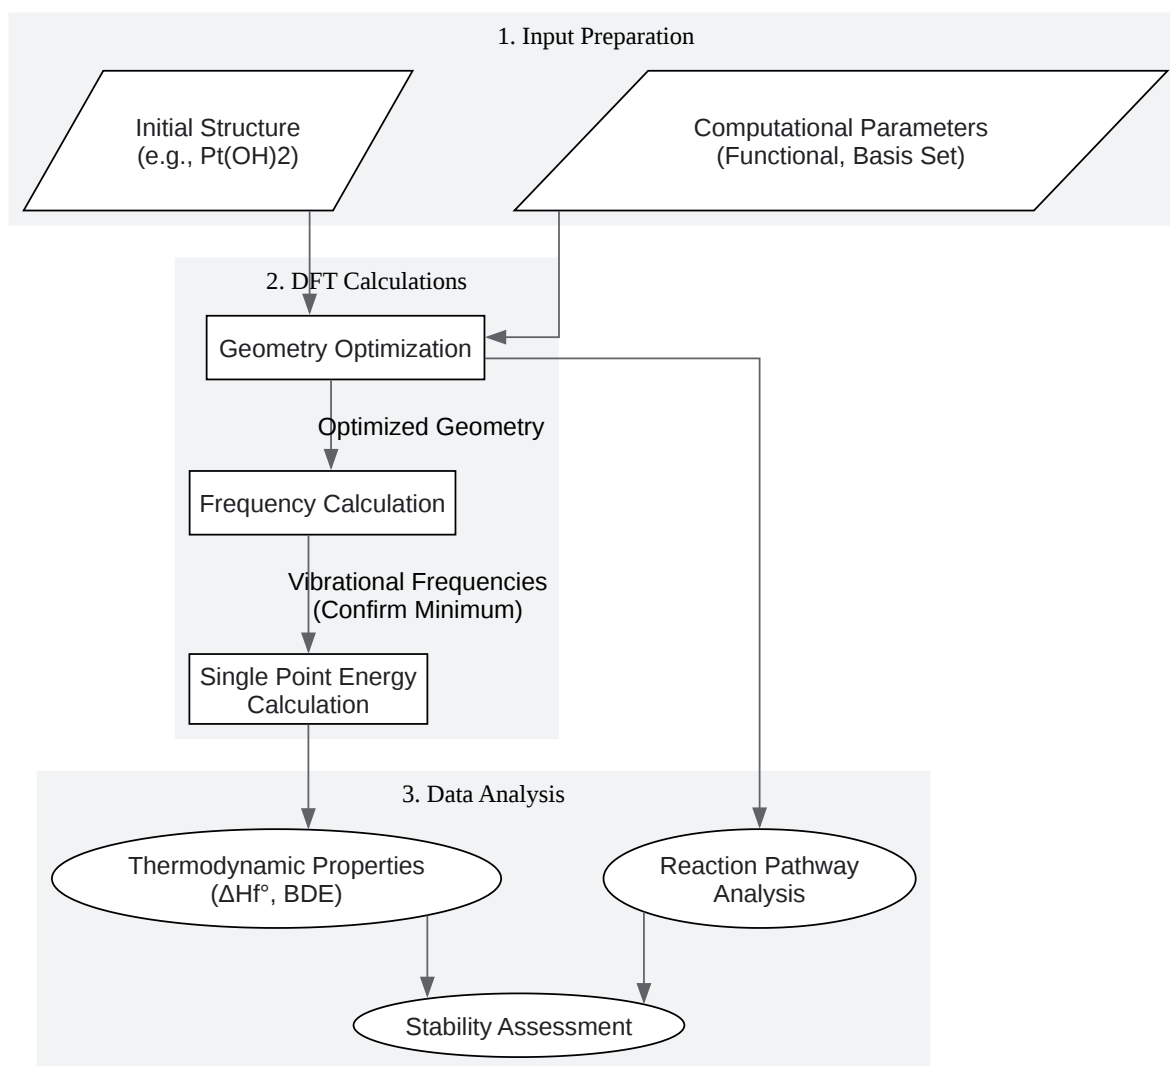 1. Input Preparation
Initial Structure
(e.g., Pt(OH)2)
Computational Parameters
(Functional, Basis Set)
2. DFT Calculations
Geometry Optimization
Optimized Geometry
Frequency Calculation
Vibrational Frequencies
(Confirm Minimum)
Single Point Energy
Calculation
3. Data Analysis
Thermodynamic Properties
(ΔHf°, BDE)
Reaction Pathway
Analysis
Stability Assessment